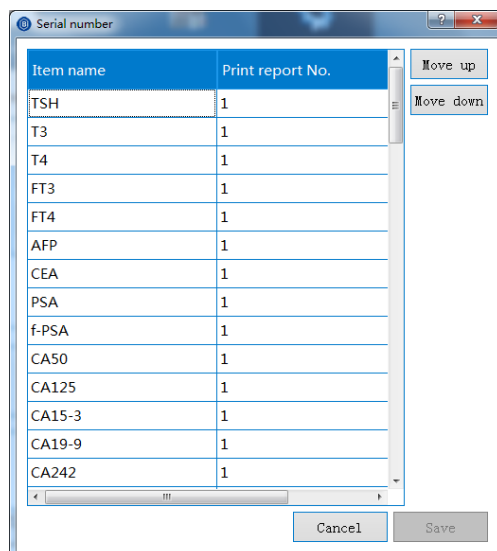 Serial number
Item name Print report No. Move up
TSH 1 Move down
T3 1
T4 1
FT3 1
FT4 1
AFP 1
CEA 1
PSA 1
f-PSA 1
CA50 1
CA125 1
CA15-3 1
CA19-9 1
CA242 1
Cancel Save